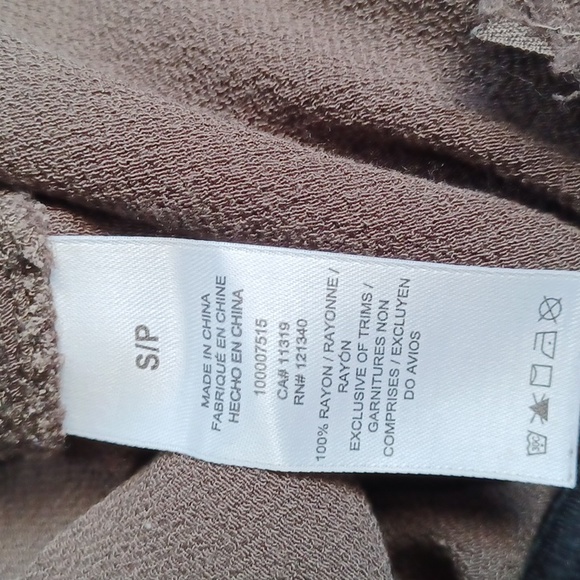 S/P
MADE IN CHINA
FABRIQUÉ EN CHINE
HECHO EN CHINA
100007515
CA# 11319
RN# 121340
100% RAYON / RAYONNE /
RAYÓN
EXCLUSIVE OF TRIMS /
GARNITURES NON
COMPRISES / EXCLUYEN
DO AVIOS